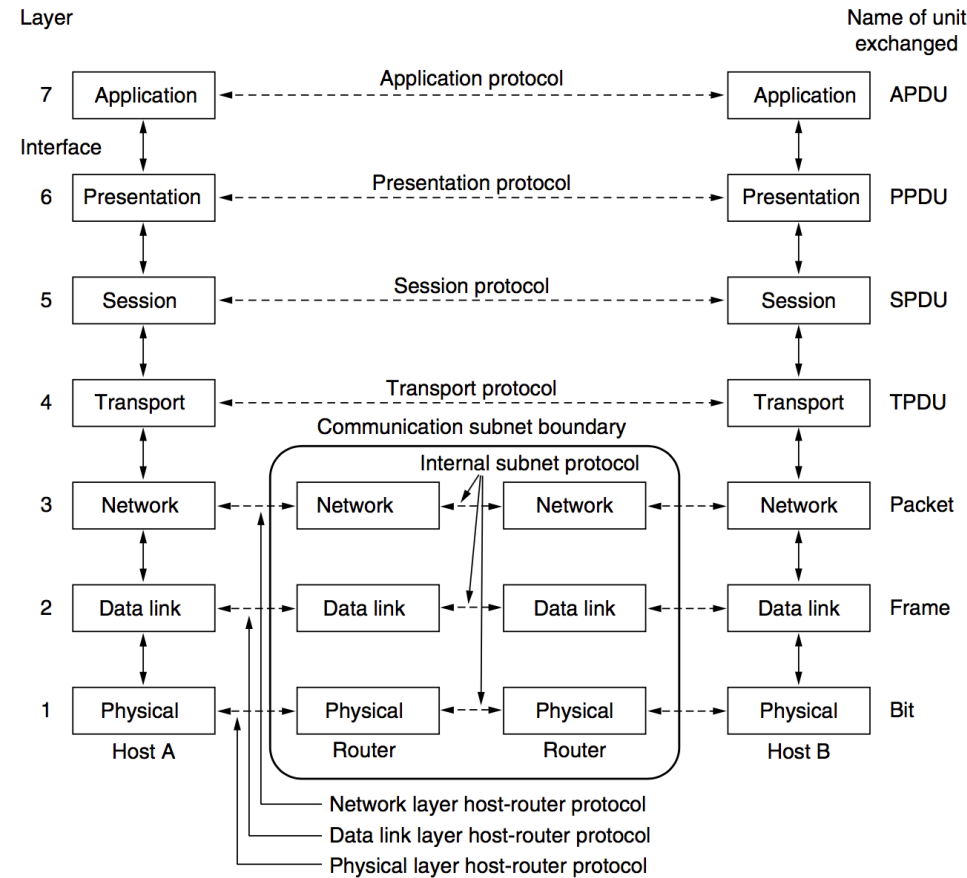 Layer
Name of unit
exchanged
7
Application
Application protocol
Application
APDU
Interface
6
Presentation
Presentation protocol
Presentation
PPDU
5
Session
Session protocol
Session
SPDU
4
Transport
Transport protocol
Transport
TPDU
Communication subnet boundary
Internal subnet protocol
3
Network
Network
Network
Network
Packet
2
Data link
Data link
Data link
Data link
Frame
1
Physical
Physical
Physical
Physical
Bit
Host A
Router
Router
Host B
Network layer host-router protocol
Data link layer host-router protocol
Physical layer host-router protocol